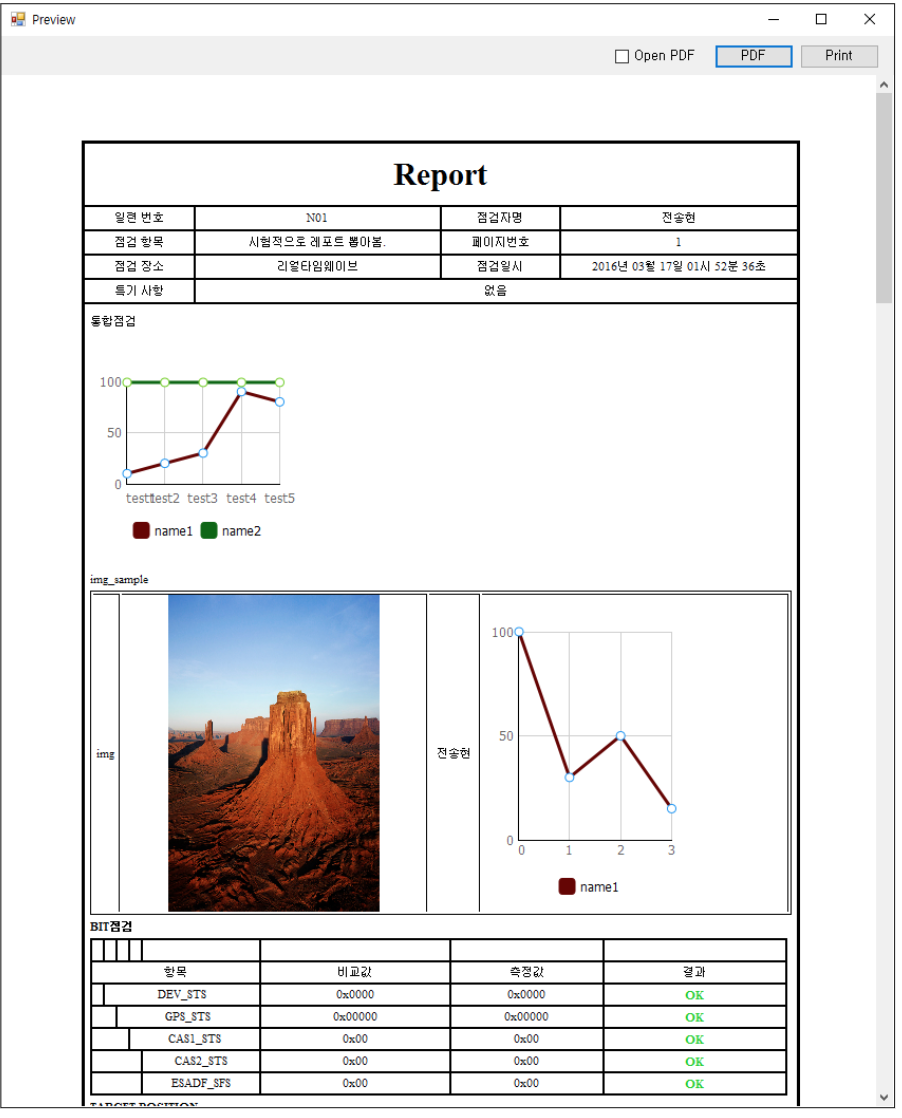 Preview
Open PDF PDF Print
Report
일련 번호 N01 점검자명 전송현
점검 항목 시험적으로 레포트 뽑아봄. 페이지번호 1
점검 장소 리얼타임웨이브 점검일시 2016년 03월 17일 01시 52분 36초
특기 사항 없음
통합점검
100
50
0
test1 test2 test3 test4 test5
name1 name2
img_sample
img
전송현
100
50
0
0 1 2 3
name1
BIT점검
항목 비교값 측정값 결과
DEV_STS 0x0000 0x0000 OK
GPS_STS 0x00000 0x00000 OK
CAS1_STS 0x00 0x00 OK
CAS2_STS 0x00 0x00 OK
ESADF_SFS 0x00 0x00 OK
TARGET POSITION